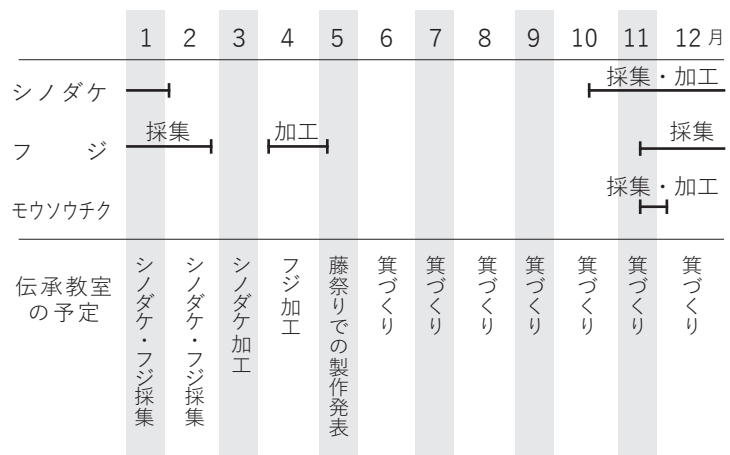 1 2 3 4 5 6 7 8 9 10 11 12 月
シノダケ 採集・加工
フジ 採集 加工 採集
モウソウチク 採集・加工
伝承教室
の予定
シノダケ・フジ採集
シノダケ・フジ採集
シノダケ加工
フジ加工
藤祭りでの製作発表
箕づくり
箕づくり
箕づくり
箕づくり
箕づくり
箕づくり
箕づくり